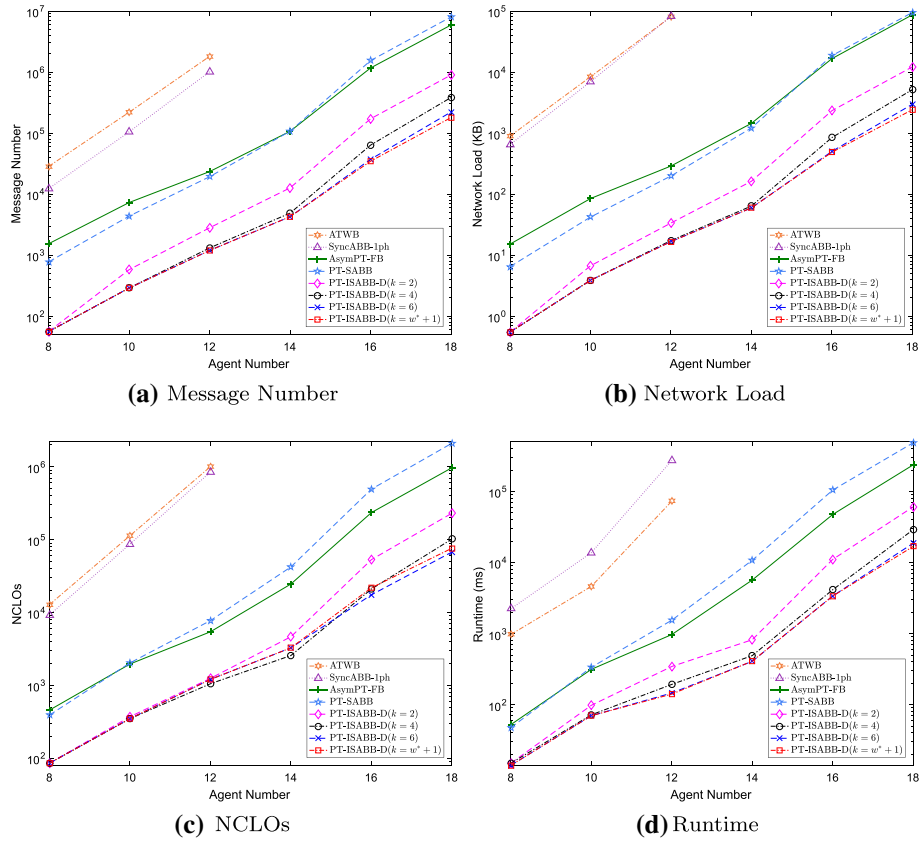 10^7
10^6
10^5
10^4
10^3
10^2
Message Number
8 10 12 14 16 18
Agent Number
ATWB
SyncABB-1ph
AsymPT-FB
PT-SABB
PT-ISABB-D(k = 2)
PT-ISABB-D(k = 4)
PT-ISABB-D(k = 6)
PT-ISABB-D(k = w* + 1)
(a) Message Number
10^5
10^4
10^3
10^2
10^1
10^0
Network Load (KB)
8 10 12 14 16 18
Agent Number
ATWB
SyncABB-1ph
AsymPT-FB
PT-SABB
PT-ISABB-D(k = 2)
PT-ISABB-D(k = 4)
PT-ISABB-D(k = 6)
PT-ISABB-D(k = w* + 1)
(b) Network Load
10^6
10^5
10^4
10^3
10^2
NCLOs
8 10 12 14 16 18
Agent Number
ATWB
SyncABB-1ph
AsymPT-FB
PT-SABB
PT-ISABB-D(k = 2)
PT-ISABB-D(k = 4)
PT-ISABB-D(k = 6)
PT-ISABB-D(k = w* + 1)
(c) NCLOs
10^5
10^4
10^3
10^2
Runtime (ms)
8 10 12 14 16 18
Agent Number
ATWB
SyncABB-1ph
AsymPT-FB
PT-SABB
PT-ISABB-D(k = 2)
PT-ISABB-D(k = 4)
PT-ISABB-D(k = 6)
PT-ISABB-D(k = w* + 1)
(d) Runtime